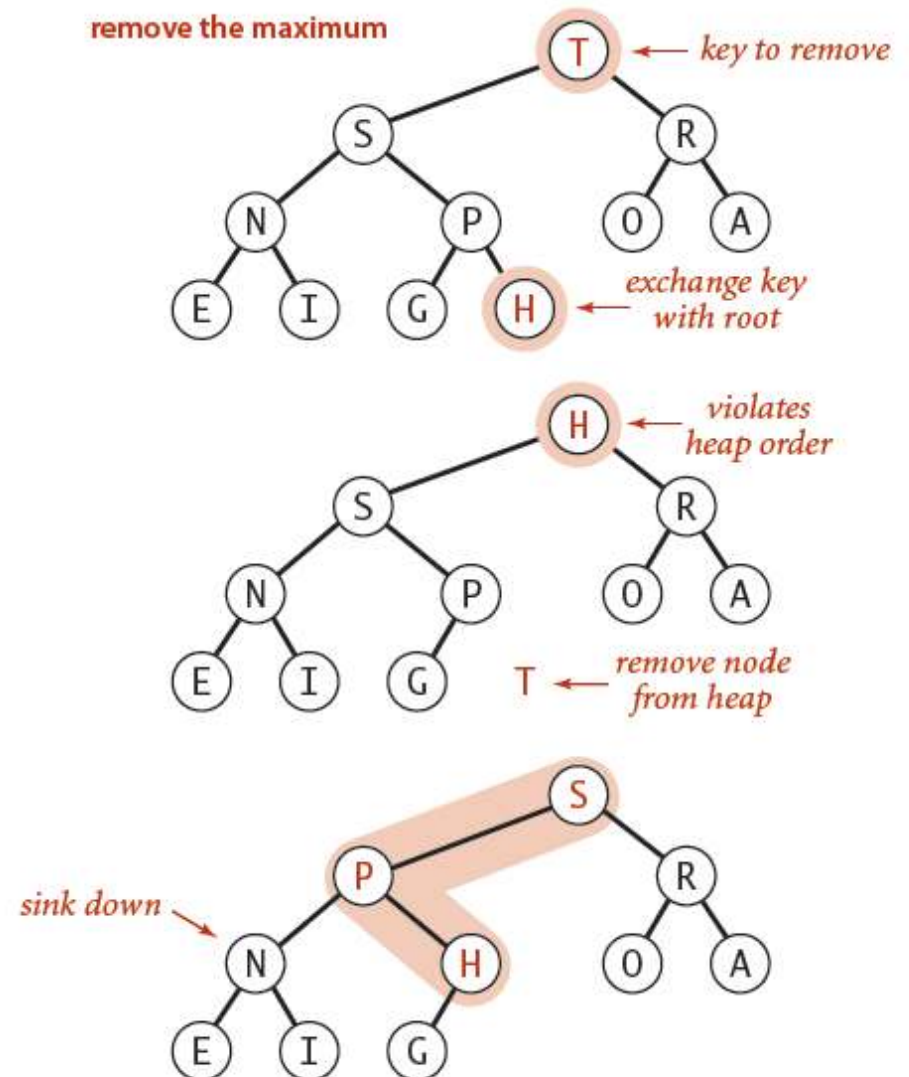 remove the maximum
T
key to remove
S
R
N
P
O
A
E
I
G
H
exchange key
with root
H
violates
heap order
S
R
N
P
O
A
E
I
G
T
remove node
from heap
S
P
R
sink down
N
H
O
A
E
I
G